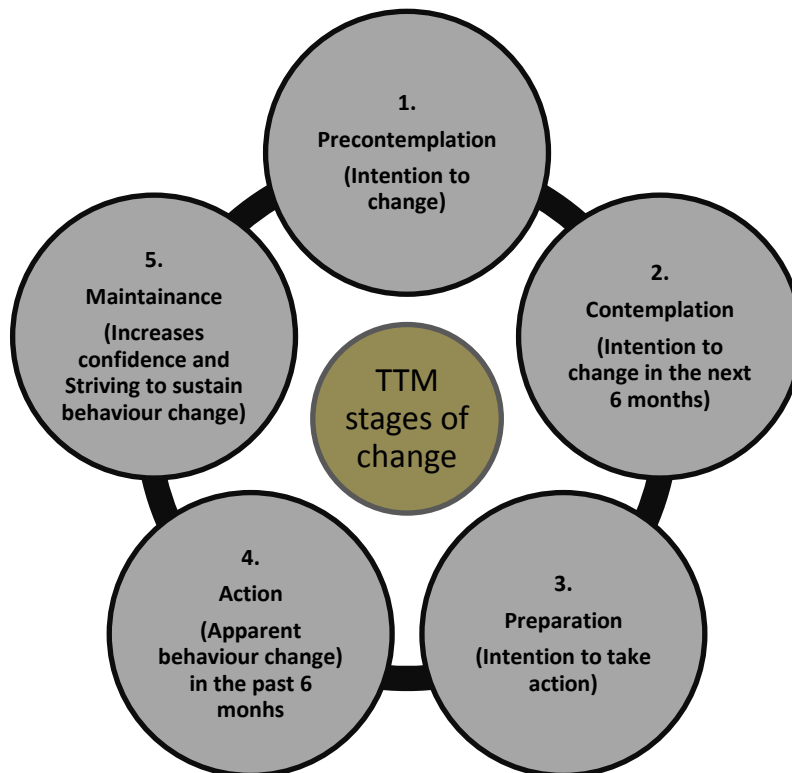 1.
Precontemplation
(Intention to
change)
2.
Contemplation
(Intention to
change in the next
6 months)
3.
Preparation
(Intention to take
action)
4.
Action
(Apparent
behaviour change)
in the past 6
monhs
5.
Maintainance
(Increases
confidence and
Striving to sustain
behaviour change)
TTM
stages of
change